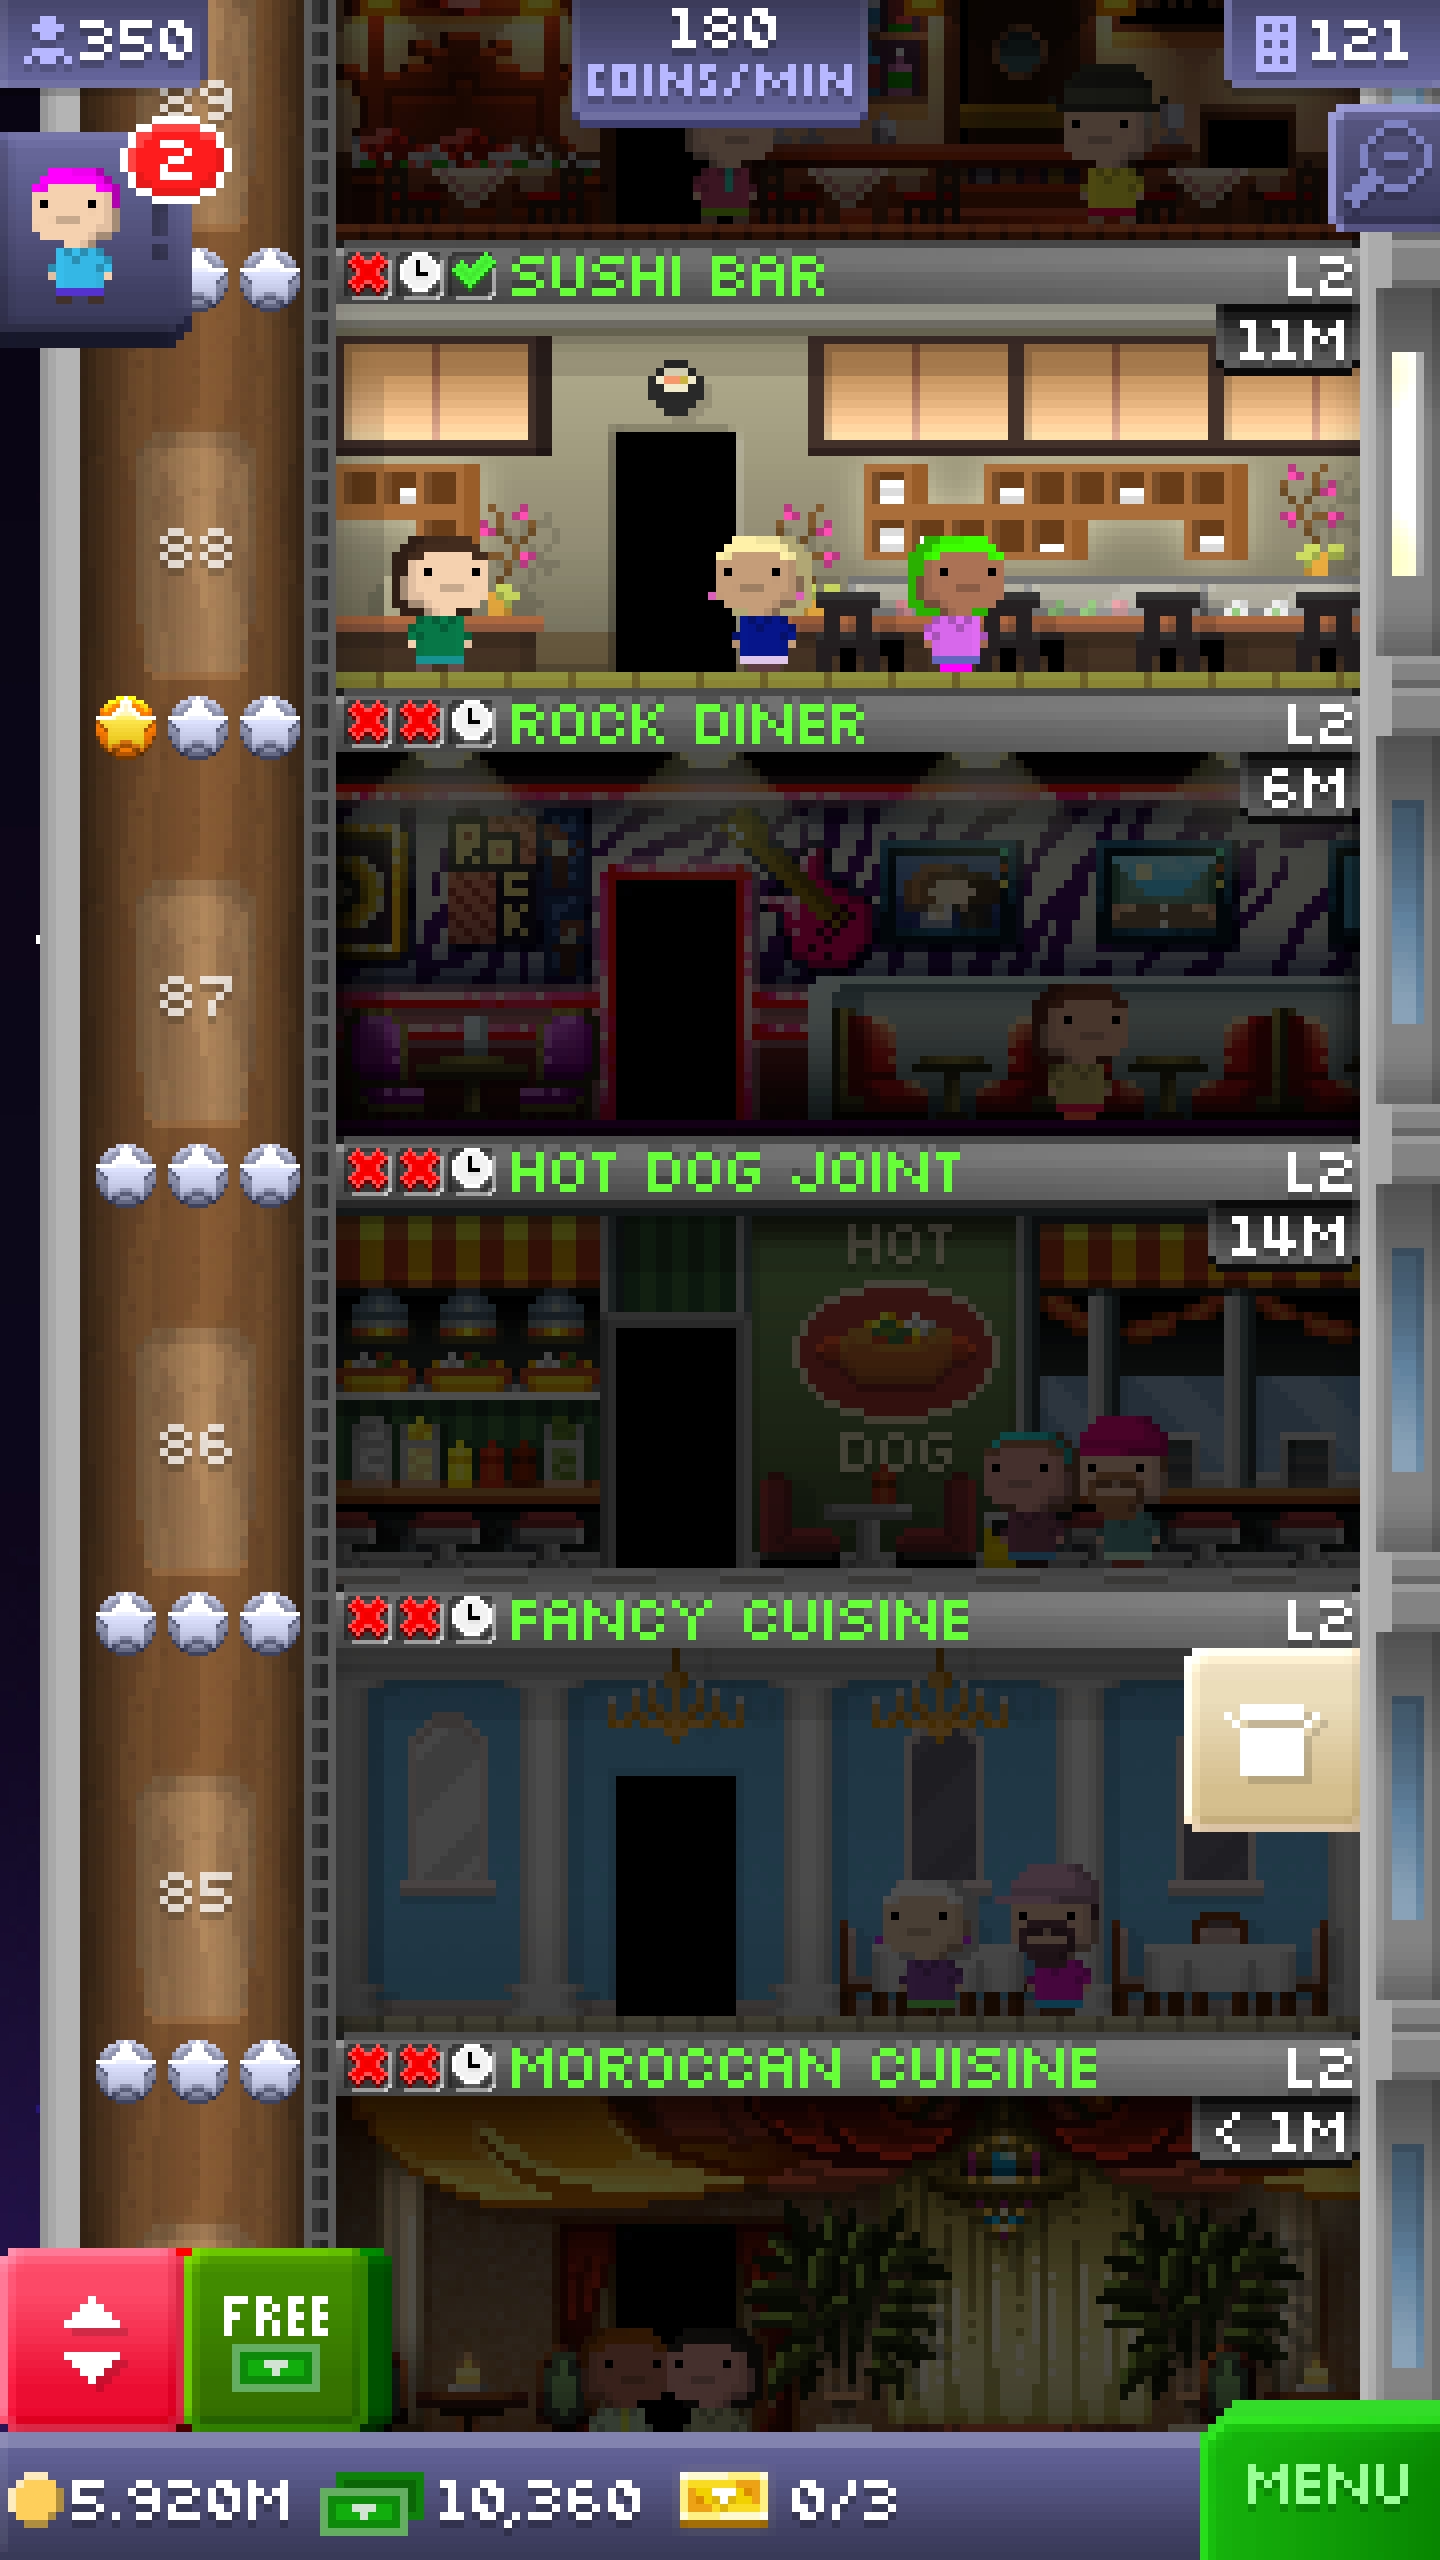 350
180
COINS/MIN
121
89
2
SUSHI BAR
L2
11M
88
ROCK DINER
L2
6M
ROCK
87
HOT DOG JOINT
L2
14M
HOT
DOG
86
FANCY CUISINE
L2
85
MOROCCAN CUISINE
L2
< 1M
FREE
5.920M
10,360
0/3
MENU